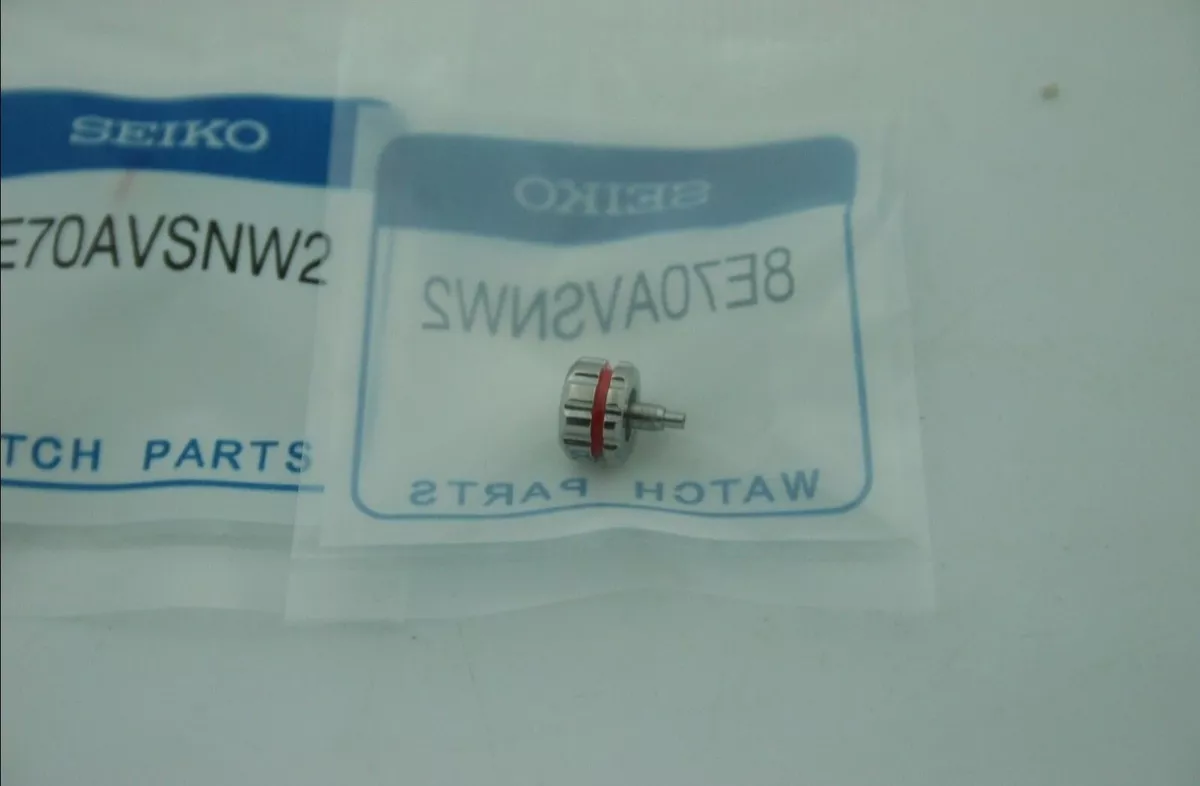 SEIKO
E70AVSNW2
TCH PARTS
SEIKO
8E70AVSNW2
WATCH PARTS